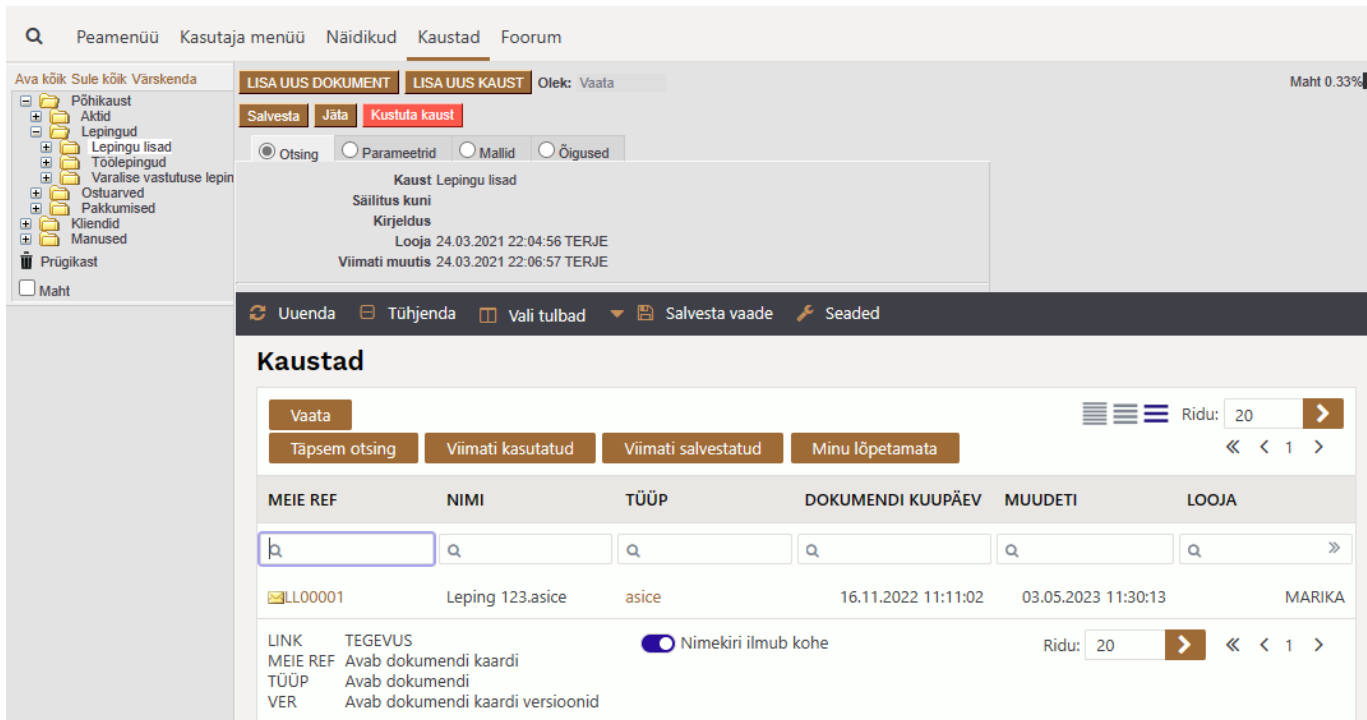 Peamenüü Kasutaja menüü Näidikud Kaustad Foorum
Ava kõik Sule kõik Värskenda
Põhikaust
Aktid
Lepingud
Lepingu lisad
Töölepingud
Varalise vastutuse lepin
Ostuarved
Pakkumised
Kliendid
Manused
Prügikast
Maht
LISA UUS DOKUMENT LISA UUS KAUST Olek: Vaata
Maht 0.33%
Salvesta Jäta Kustuta kaust
Otsing Parameetrid Mallid Õigused
Kaust Lepingu lisad
Säilitus kuni
Kirjeldus
Looja 24.03.2021 22:04:56 TERJE
Viimati muutis 24.03.2021 22:06:57 TERJE
Uuenda Tühjenda Vali tulbad Salvesta vaade Seaded
Kaustad
Vaata
Ridu: 20
Täpsem otsing Viimati kasutatud Viimati salvestatud Minu lõpetamata
1
MEIE REF NIMI TÜÜP DOKUMENDI KUUPÄEV MUUDETI LOOJA
LL00001 Leping 123.asice asice 16.11.2022 11:11:02 03.05.2023 11:30:13 MARIKA
LINK TEGEVUS
Nimekiri ilmub kohe
Ridu: 20
1
MEIE REF Avab dokumendi kaardi
TÜÜP Avab dokumendi
VER Avab dokumendi kaardi versioonid